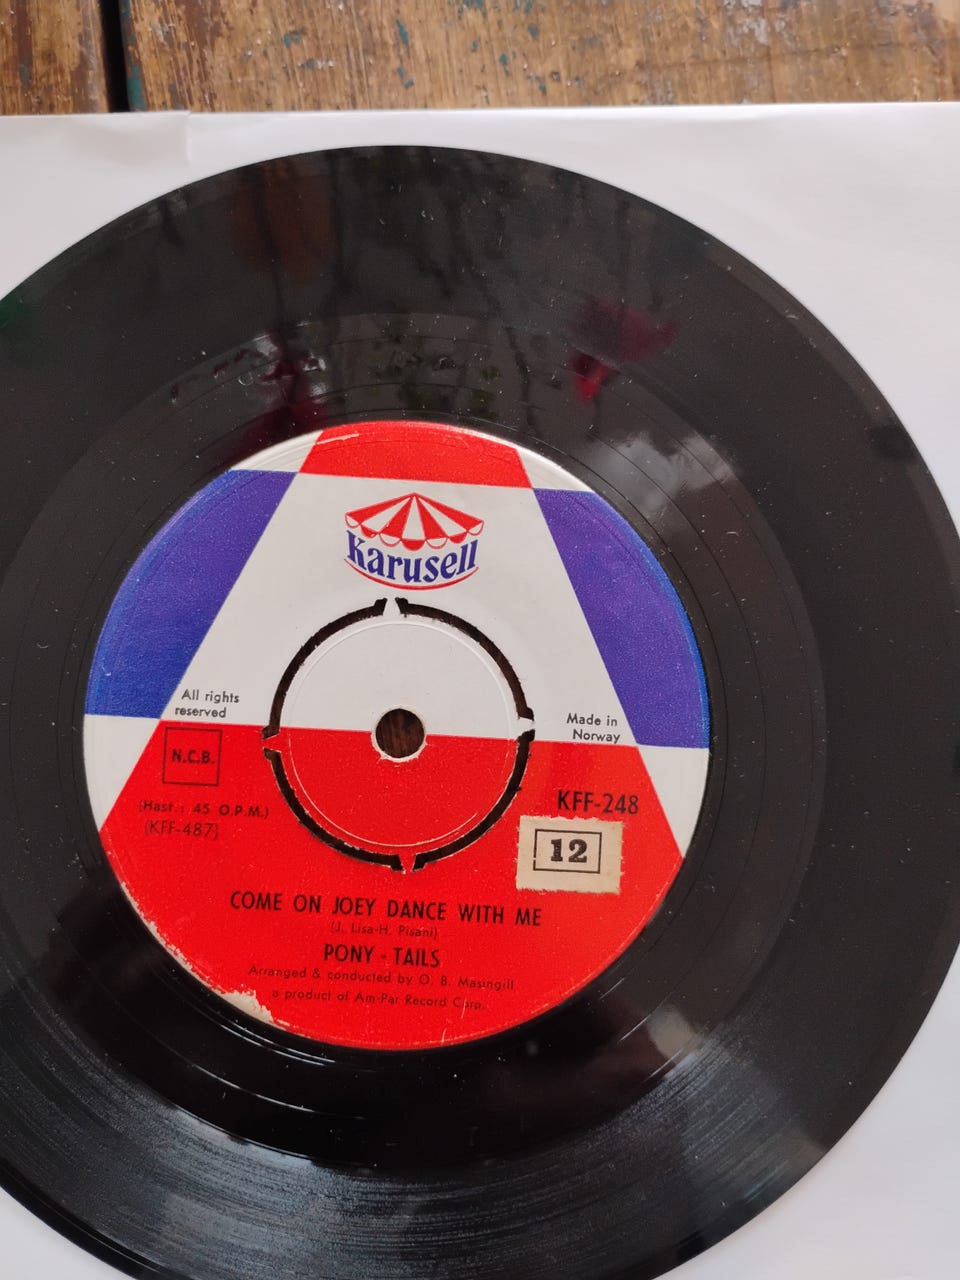 Karusell
All rights
reserved
Made in
Norway
N.C.B.
(Hast.: 45 O.P.M.)
(KFF-487)
KFF-248
12
COME ON JOEY DANCE WITH ME
(J. Lisa-H. Pisani)
PONY - TAILS
Arranged & conducted by O. B. Masingill
a product of Am-Par Record Corp.